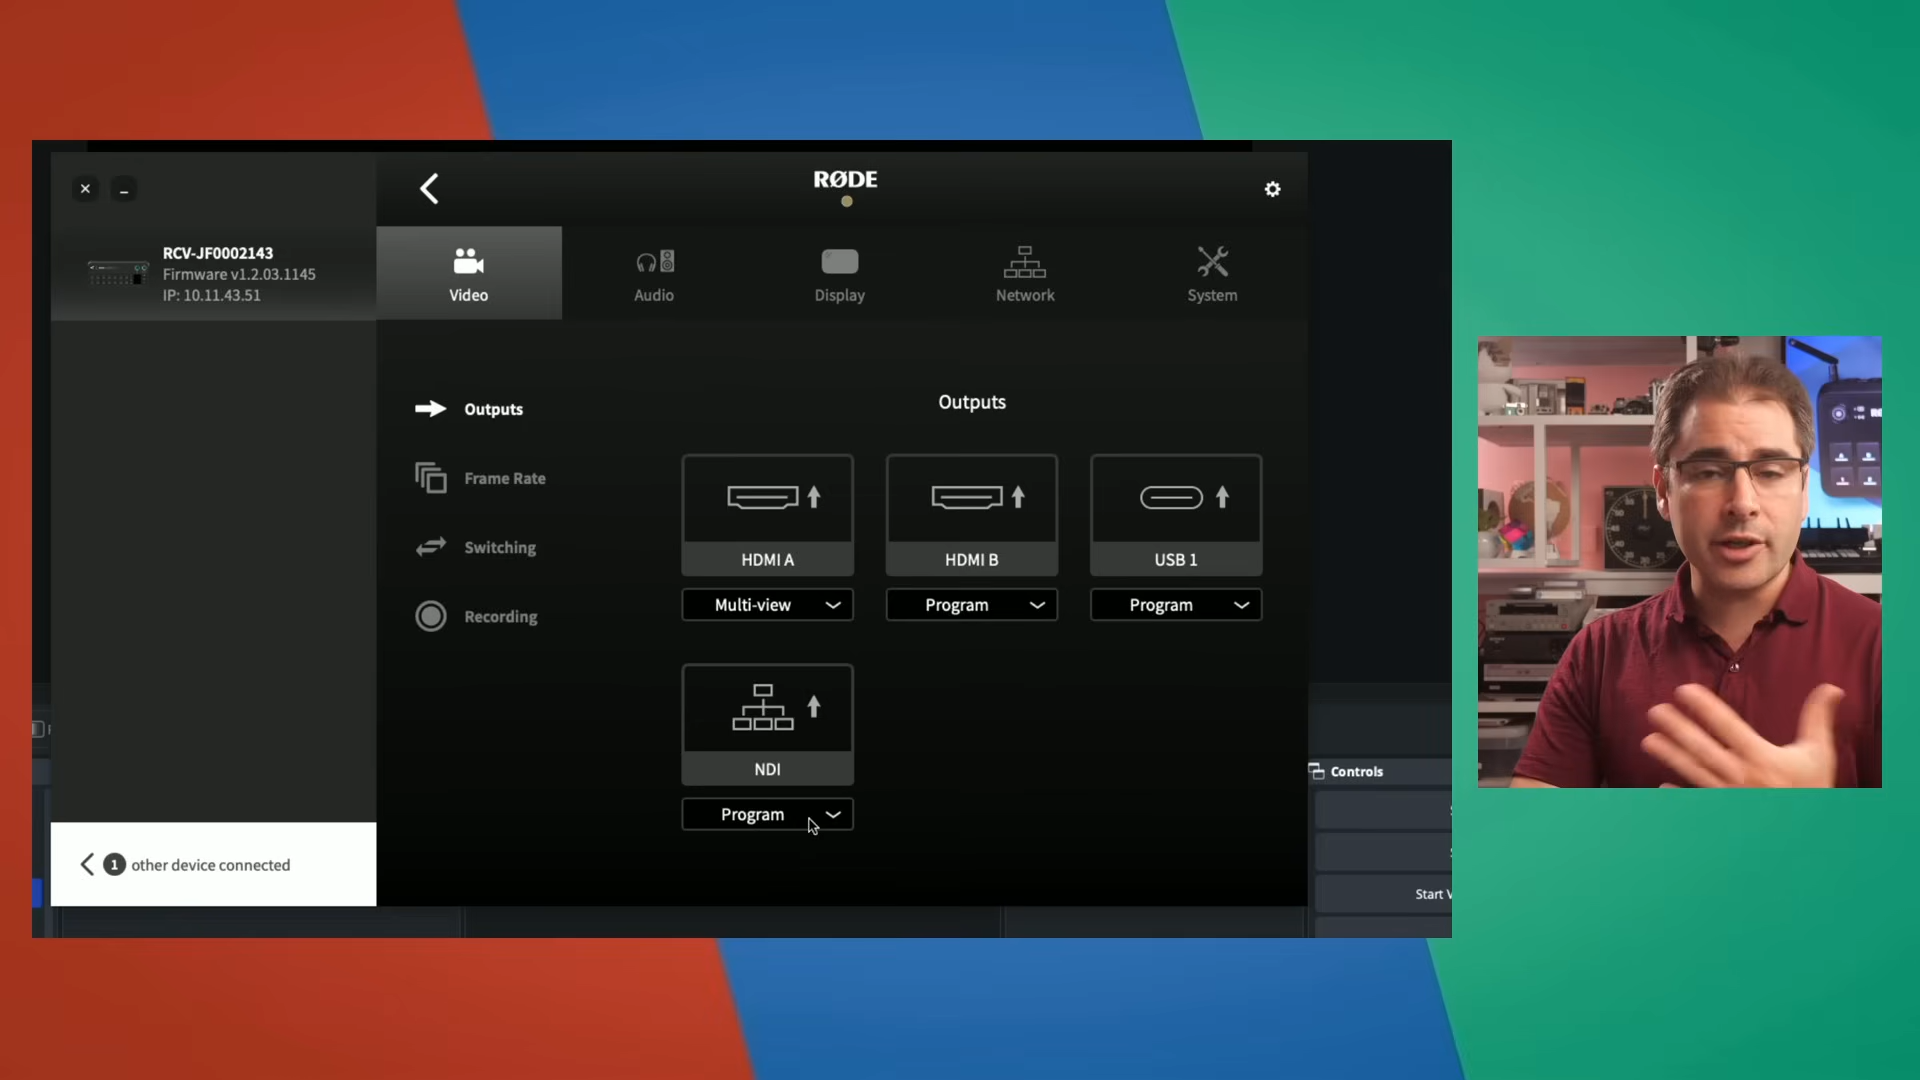 RØDE
RCV-JF0002143
Firmware v1.2.03.1145
IP: 10.11.43.51
Video
Audio
Display
Network
System
Outputs
Frame Rate
Switching
Recording
Outputs
HDMI A
HDMI B
USB 1
Multi-view
Program
Program
NDI
Program
1 other device connected
Controls
Start V